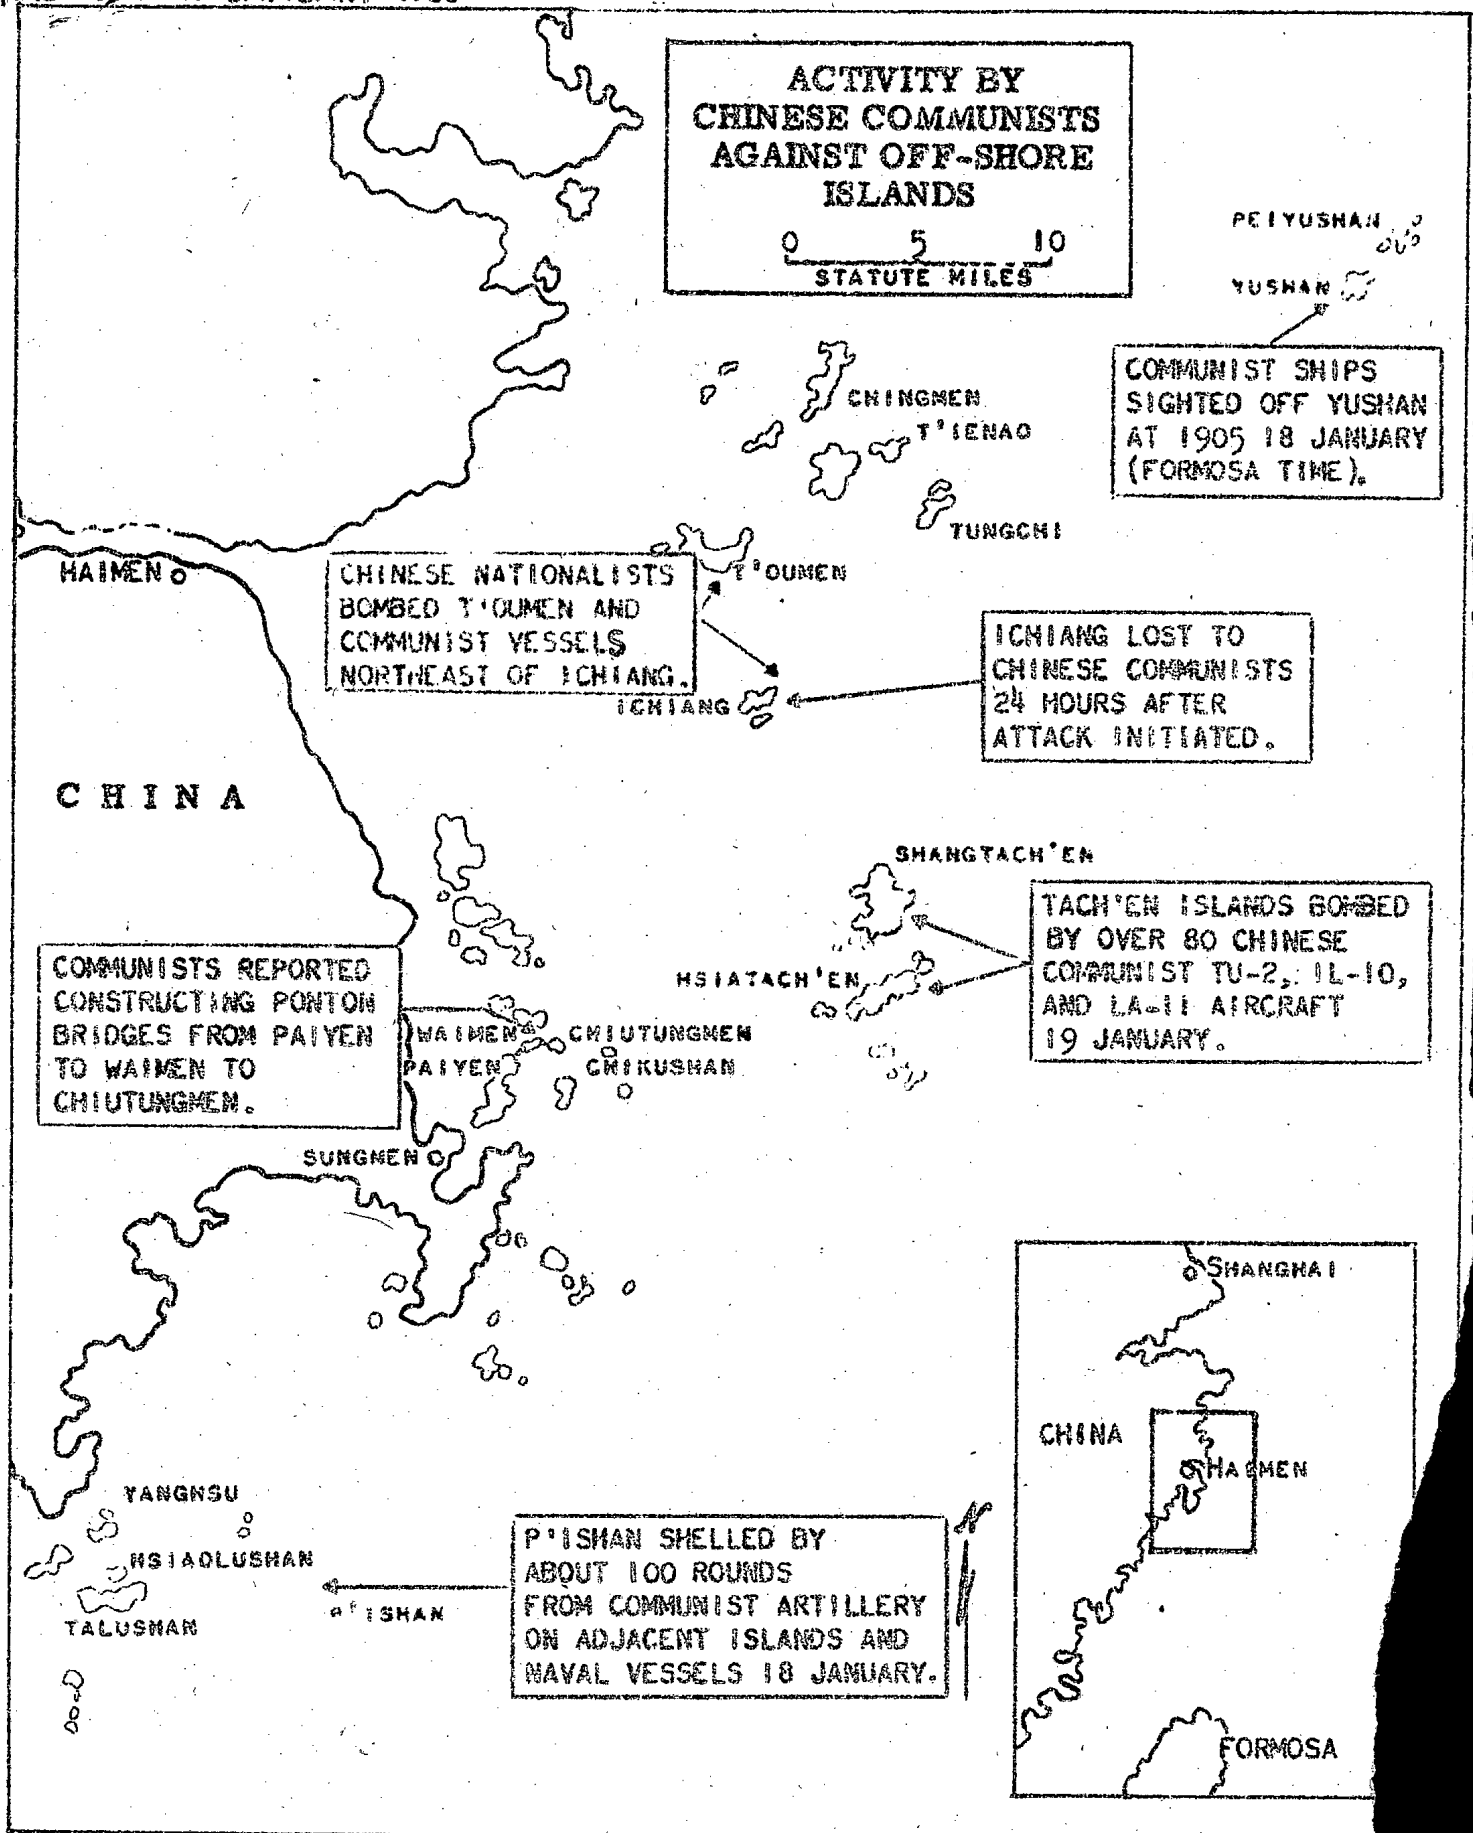 ACTIVITY BY
CHINESE COMMUNISTS
AGAINST OFF-SHORE
ISLANDS
0 5 10
STATUTE MILES
PEIYUSHAN
YUSHAN
COMMUNIST SHIPS
SIGHTED OFF YUSHAN
AT 1905 18 JANUARY
(FORMOSA TIME).
CHINGMEN
T'IENAO
TUNGCHI
HAIMEN
CHINESE NATIONALISTS
BOMBED T'OUMEN AND
COMMUNIST VESSELS
NORTHEAST OF ICHIANG.
T'OUMEN
ICHIANG
ICHIANG LOST TO
CHINESE COMMUNISTS
24 HOURS AFTER
ATTACK INITIATED.
CHINA
SHANGTACH'EN
HSIATACH'EN
TACH'EN ISLANDS BOMBED
BY OVER 80 CHINESE
COMMUNIST TU-2, IL-10,
AND LA-11 AIRCRAFT
19 JANUARY.
COMMUNISTS REPORTED
CONSTRUCTING PONTON
BRIDGES FROM PAIYEN
TO WAIMEN TO
CHIUTUNGMEN.
WAIMEN
CHIUTUNGMEN
PAIYEN
CHIKUSHAN
SUNGMEN
YANGHSU
HSIAOLUSHAN
TALUSHAN
P'ISHAN
P'ISHAN SHELLED BY
ABOUT 100 ROUNDS
FROM COMMUNIST ARTILLERY
ON ADJACENT ISLANDS AND
NAVAL VESSELS 18 JANUARY.
N
SHANGHAI
CHINA
HAIMEN
FORMOSA